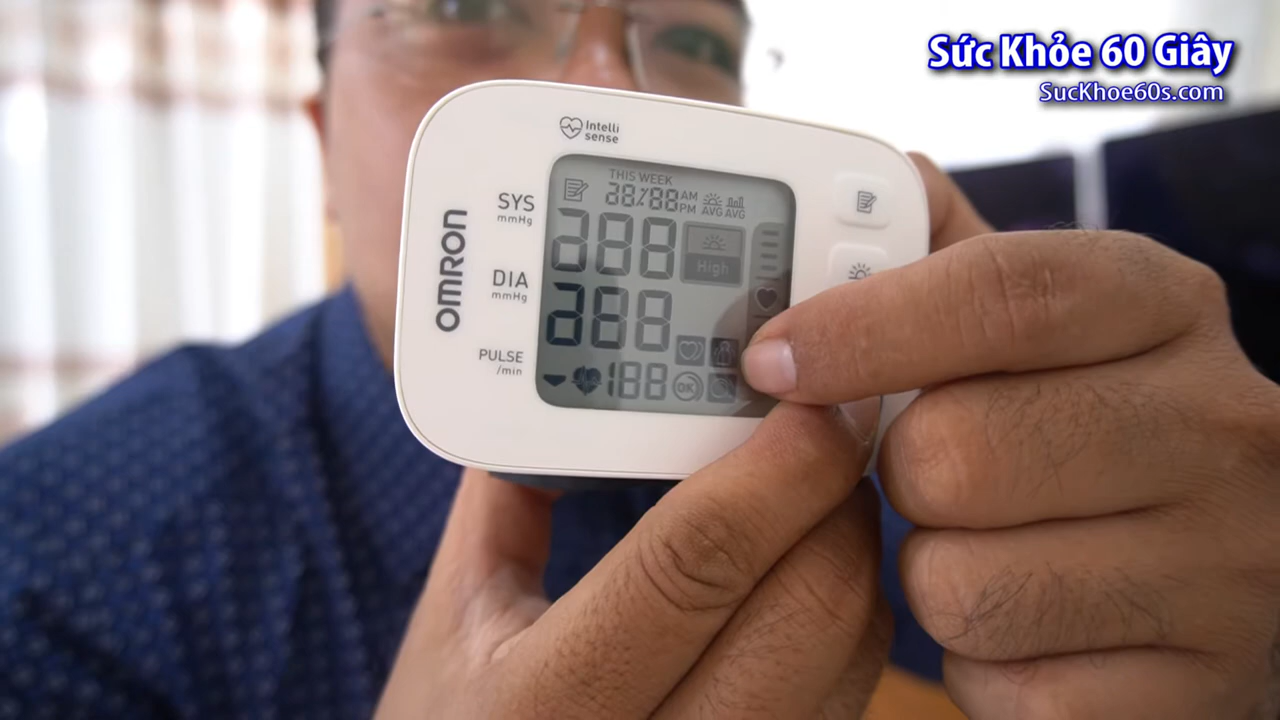 Sức Khỏe 60 Giây
SucKhoe60s.com
Intelli
sense
OMRON
SYS
mmHg
DIA
mmHg
PULSE
/min
THIS WEEK
38/88 AM
PM
AVG AVG
288
High
288
188
OK